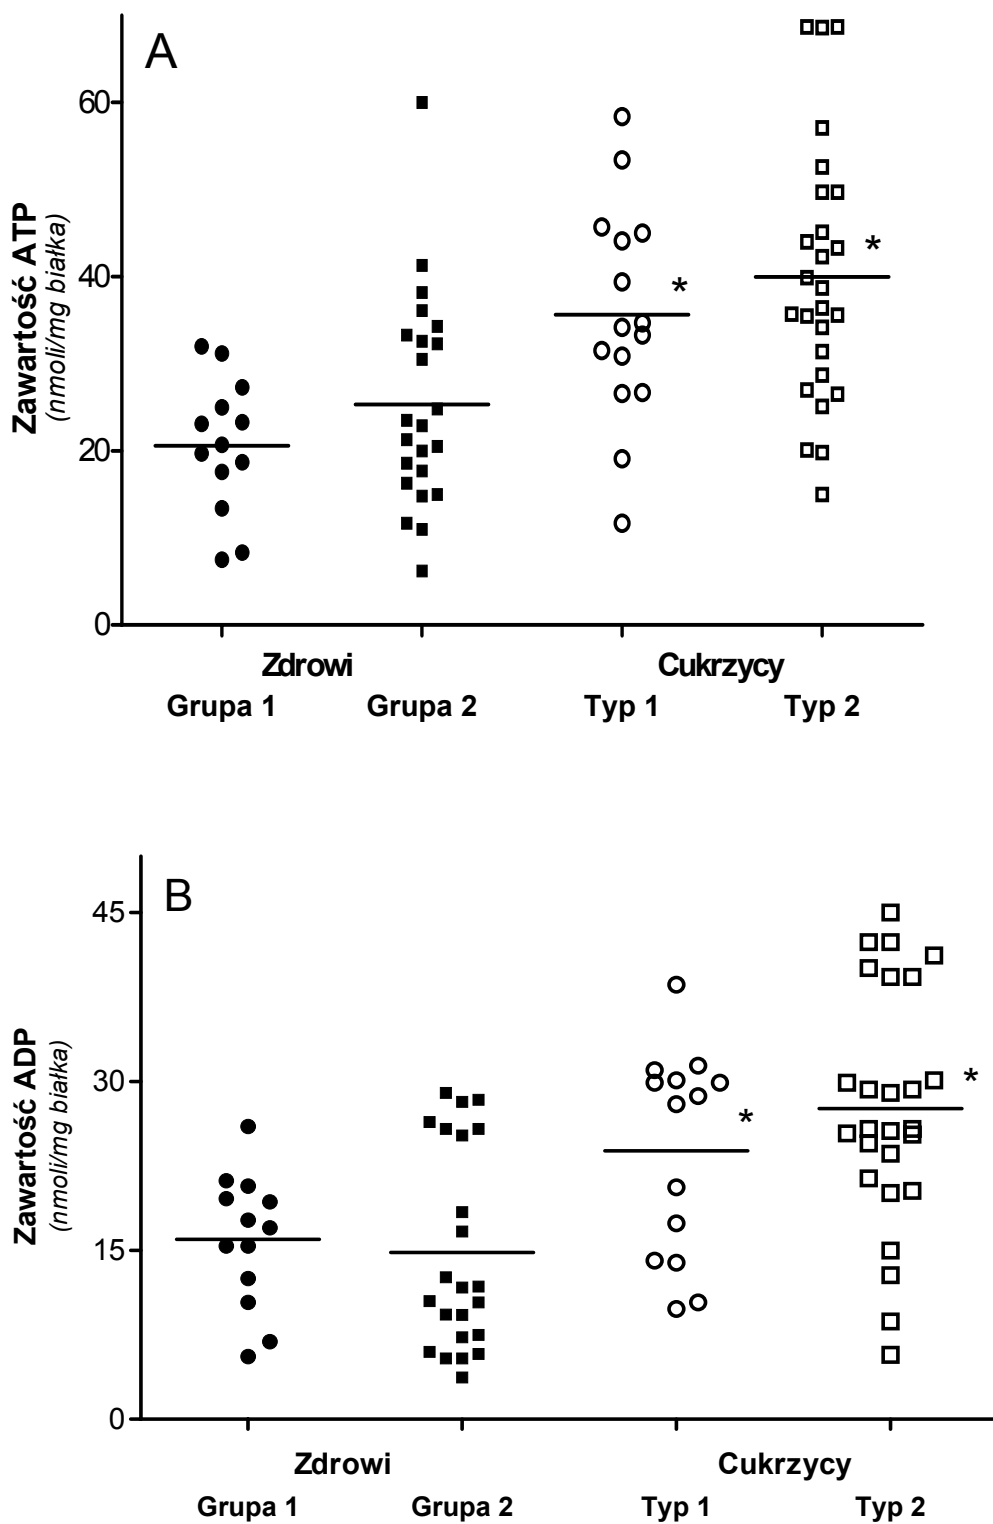 A
60
40
20
0
Zawartość ATP
(nmoli/mg białka)
*
*
Zdrowi
Cukrzycy
Grupa 1
Grupa 2
Typ 1
Typ 2
B
45
30
15
0
Zawartość ADP
(nmoli/mg białka)
*
*
Zdrowi
Cukrzycy
Grupa 1
Grupa 2
Typ 1
Typ 2